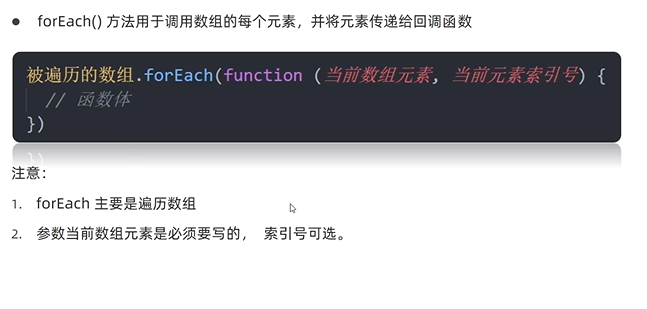 ● forEach() 方法用于调用数组的每个元素，并将元素传递给回调函数
被遍历的数组.forEach(function (当前数组元素, 当前元素索引号) {
// 函数体
})
注意：
1. forEach 主要是遍历数组
2. 参数当前数组元素是必须要写的， 索引号可选。